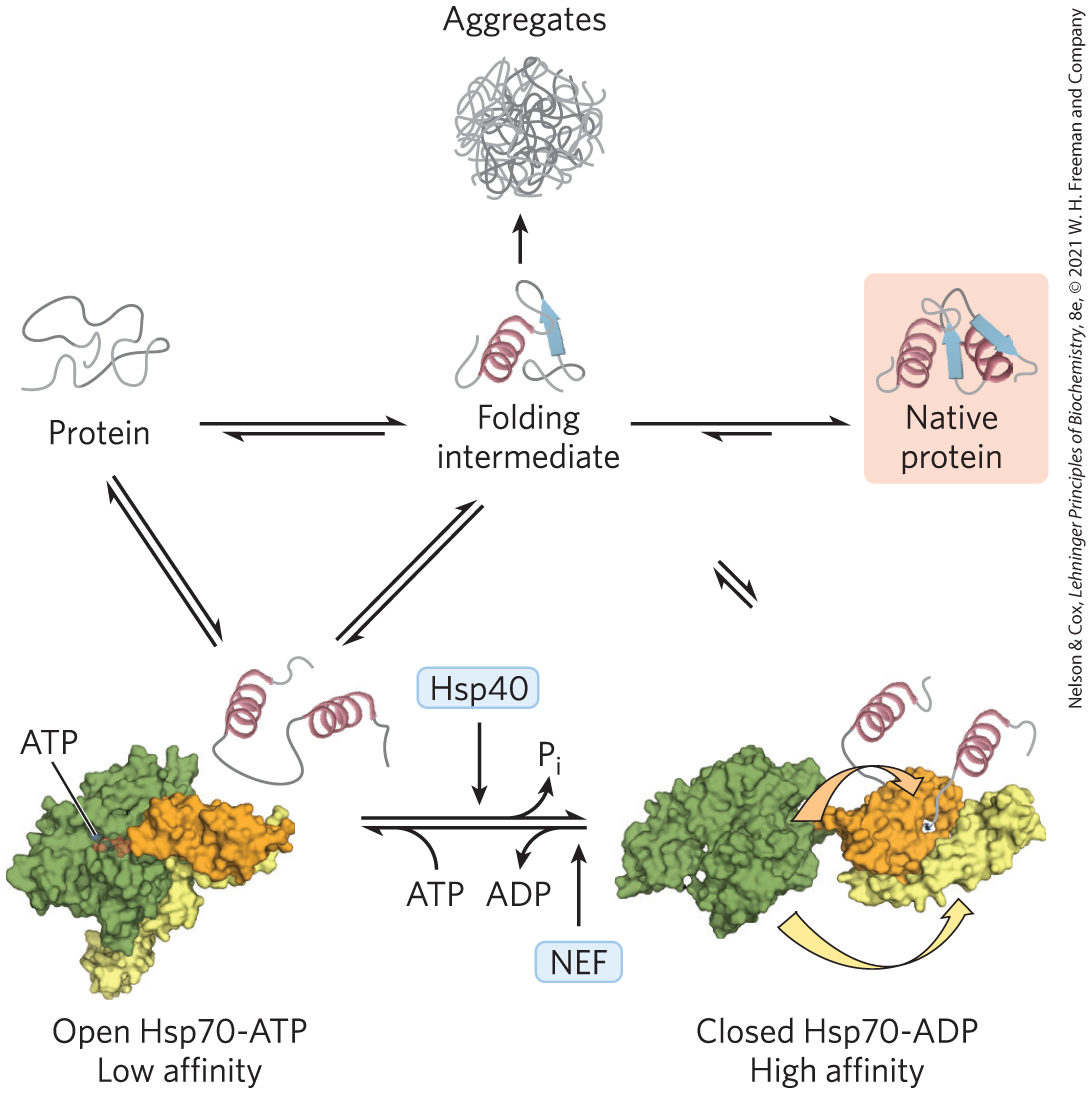 Aggregates
Protein
Folding
intermediate
Native
protein
Hsp40
ATP
Pi
ATP
ADP
NEF
Open Hsp70-ATP
Low affinity
Closed Hsp70-ADP
High affinity
Nelson & Cox, Lehninger Principles of Biochemistry, 8e, © 2021 W. H. Freeman and Company